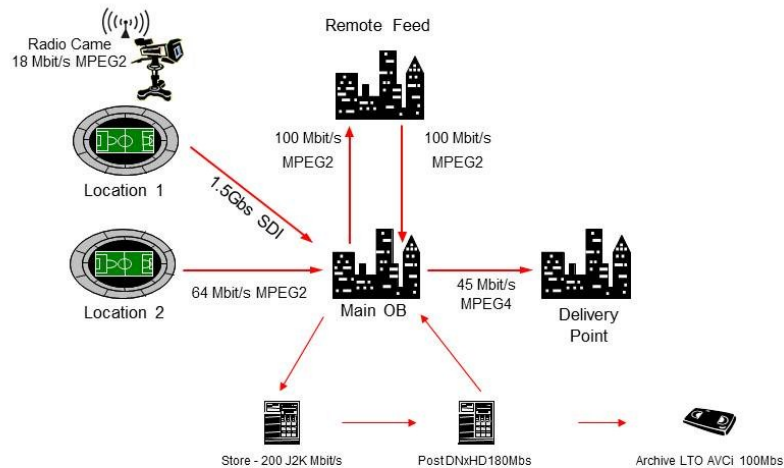 Radio Came
18 Mbit/s MPEG2
Remote Feed
100 Mbit/s
MPEG2
100 Mbit/s
MPEG2
Location 1
1.5Gbs SDI
64 Mbit/s MPEG2
Location 2
Main OB
45 Mbit/s
MPEG4
Delivery
Point
Store - 200 J2K Mbit/s
Post DNxHD180Mbs
Archive LTO AVCi 100Mbs